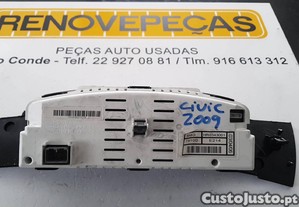 RENOVEPEÇAS
PEÇAS AUTO USADAS
o Conde - Telf. 22 927 08 81 / Tlm. 916 613 312
CIVIC
2009
CustoJusto.pt